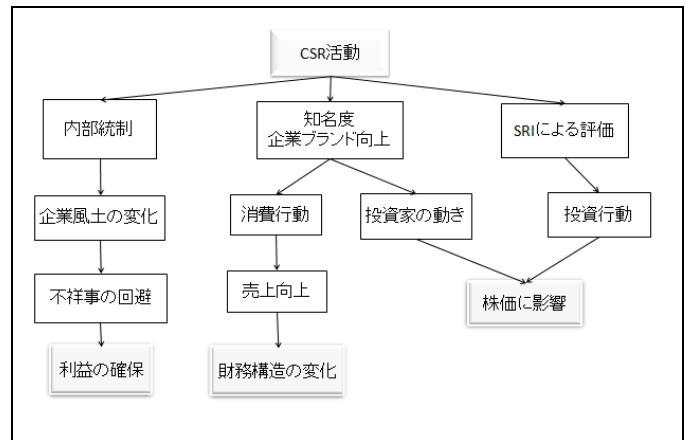 CSR活動
内部統制
知名度
企業ブランド向上
SRIによる評価
企業風土の変化
消費行動
投資家の動き
投資行動
不祥事の回避
売上向上
株価に影響
利益の確保
財務構造の変化